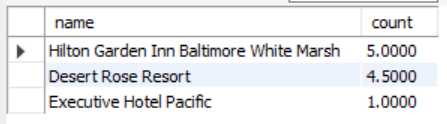 name count
Hilton Garden Inn Baltimore White Marsh 5.0000
Desert Rose Resort 4.5000
Executive Hotel Pacific 1.0000